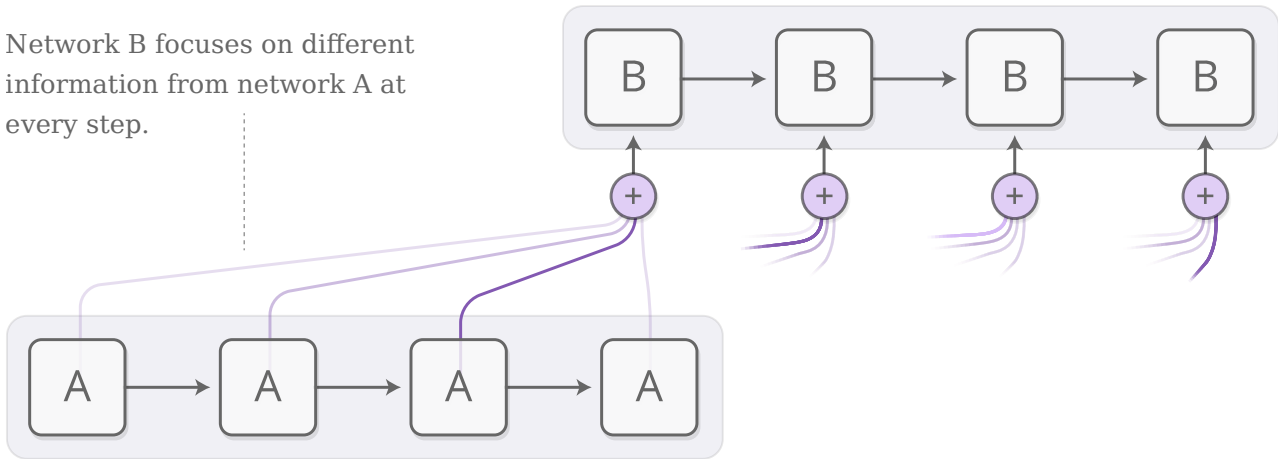 Network B focuses on different
information from network A at
every step.
B B B B
+ + + +
A A A A